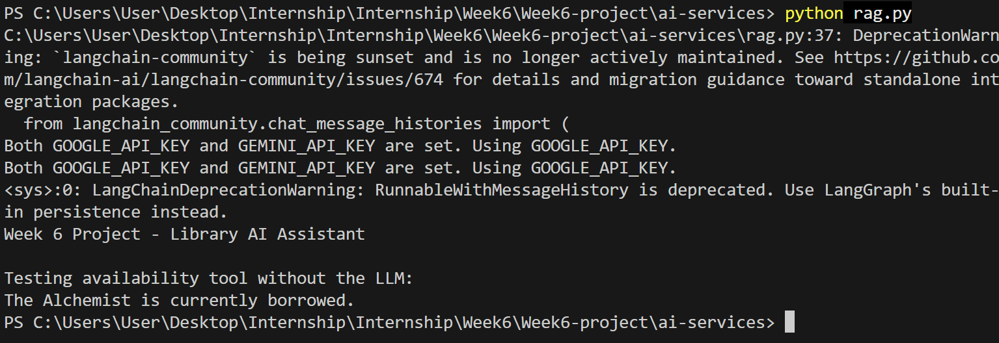 PS C:\Users\User\Desktop\Internship\Internship\Week6\Week6-project\ai-services> python rag.py
C:\Users\User\Desktop\Internship\Internship\Week6\Week6-project\ai-services\rag.py:37: DeprecationWarn
ing: `langchain-community` is being sunset and is no longer actively maintained. See https://github.co
m/langchain-ai/langchain-community/issues/674 for details and migration guidance toward standalone int
egration packages.
  from langchain_community.chat_message_histories import (
Both GOOGLE_API_KEY and GEMINI_API_KEY are set. Using GOOGLE_API_KEY.
Both GOOGLE_API_KEY and GEMINI_API_KEY are set. Using GOOGLE_API_KEY.
<sys>:0: LangChainDeprecationWarning: RunnableWithMessageHistory is deprecated. Use LangGraph's built-
in persistence instead.
Week 6 Project - Library AI Assistant

Testing availability tool without the LLM:
The Alchemist is currently borrowed.
PS C:\Users\User\Desktop\Internship\Internship\Week6\Week6-project\ai-services>